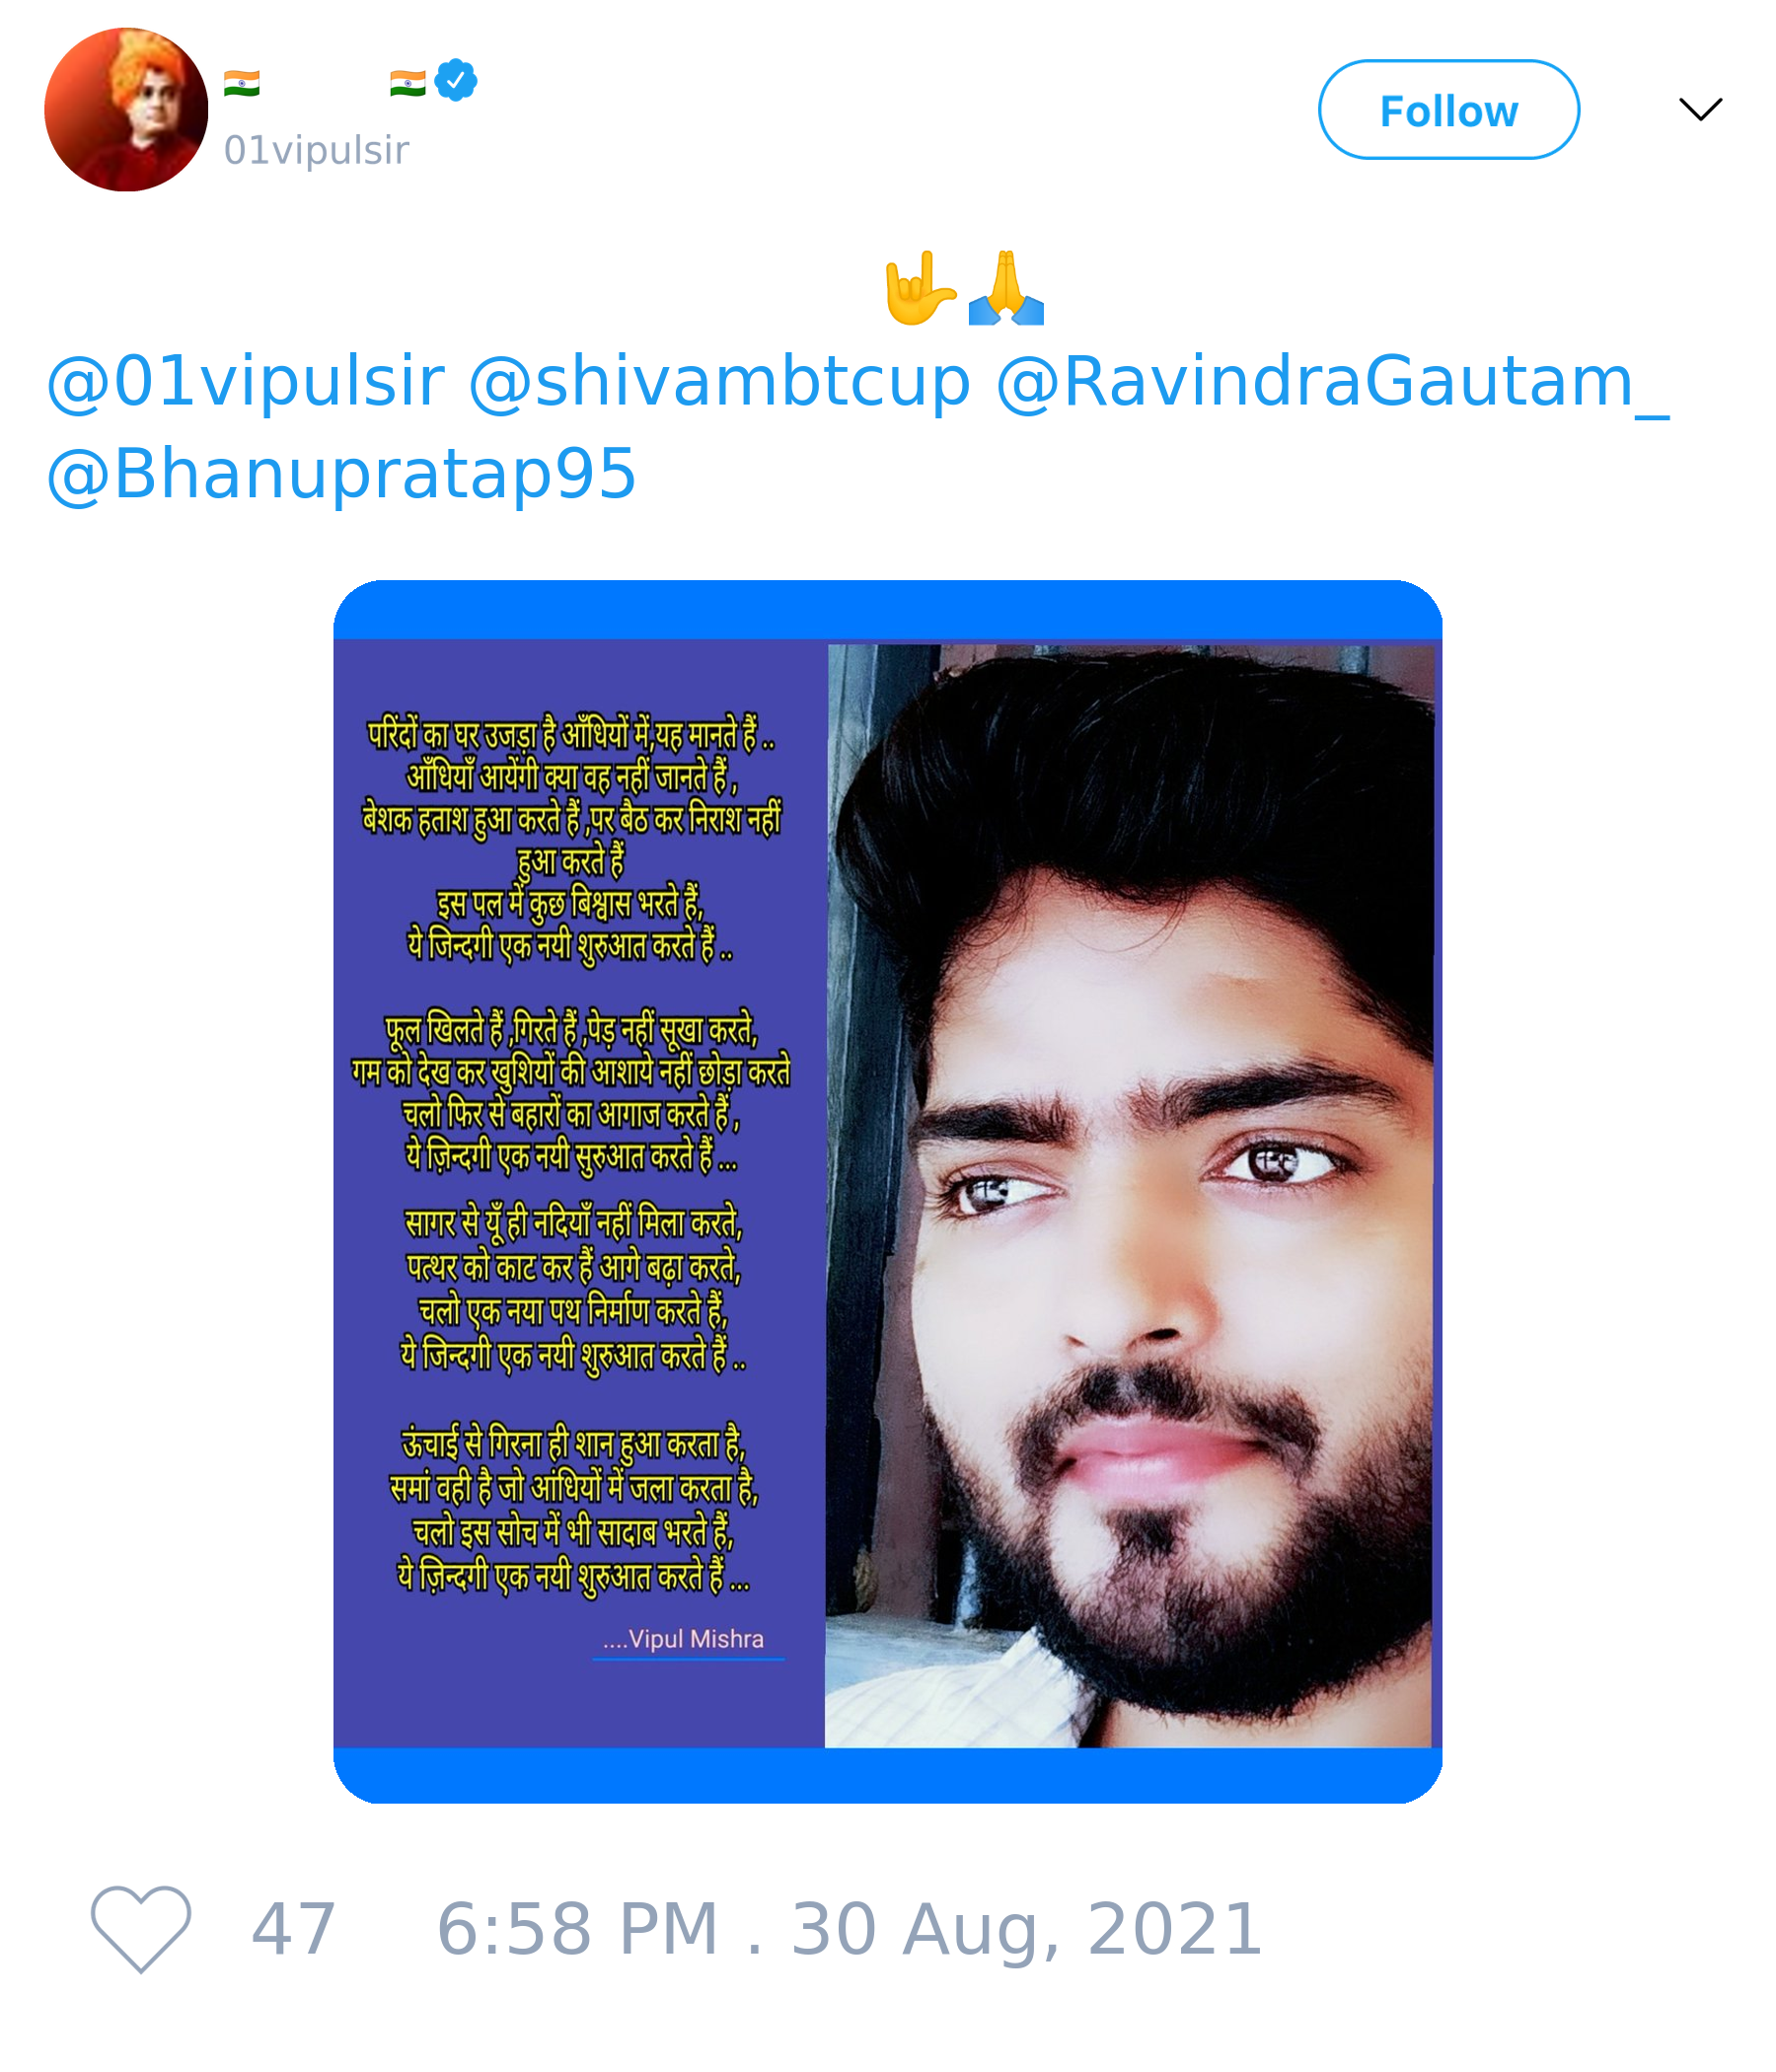 🇮🇳 🇮🇳
01vipulsir
Follow
🤟🙏
@01vipulsir @shivambtcup @RavindraGautam_
@Bhanupratap95
परिंदों का घर उजड़ा है आँधियों में,यह मानते हैं ..
आँधियाँ आयेंगी क्या वह नहीं जानते हैं ,
बेशक हताश हुआ करते हैं ,पर बैठ कर निराश नहीं
हुआ करते हैं
इस पल में कुछ बिश्वास भरते हैं,
ये जिन्दगी एक नयी शुरुआत करते हैं ..
फूल खिलते हैं ,गिरते हैं ,पेड़ नहीं सूखा करते,
गम को देख कर खुशियों की आशाये नहीं छोड़ा करते
चलो फिर से बहारों का आगाज करते हैं ,
ये ज़िन्दगी एक नयी सुरुआत करते हैं ...
सागर से यूँ ही नदियाँ नहीं मिला करते,
पत्थर को काट कर हैं आगे बढ़ा करते,
चलो एक नया पथ निर्माण करते हैं,
ये जिन्दगी एक नयी शुरुआत करते हैं ..
ऊंचाई से गिरना ही शान हुआ करता है,
समां वही है जो आंधियों में जला करता है,
चलो इस सोच में भी सादाब भरते हैं,
ये ज़िन्दगी एक नयी शुरुआत करते हैं ...
....Vipul Mishra
47 6:58 PM . 30 Aug, 2021